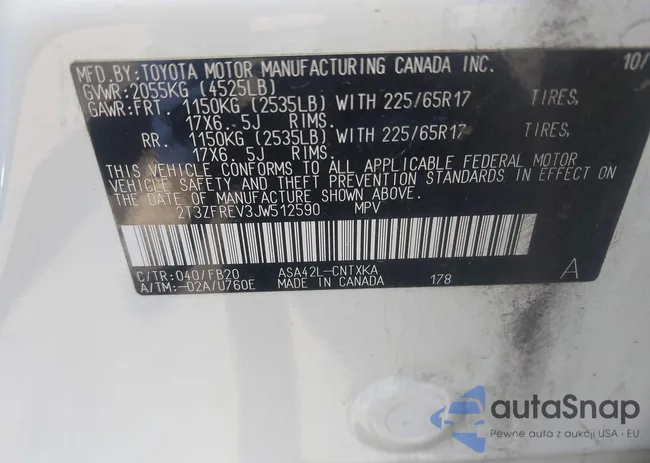 MFD.BY:TOYOTA MOTOR MANUFACTURING CANADA INC. 10/
GVWR:2055KG (4525LB)
GAWR:FRT. 1150KG (2535LB) WITH 225/65R17 TIRES,
17X6. 5J RIMS.
RR. 1150KG (2535LB) WITH 225/65R17 TIRES,
17X6. 5J RIMS.
THIS VEHICLE CONFORMS TO ALL APPLICABLE FEDERAL MOTOR
VEHICLE SAFETY AND THEFT PREVENTION STANDARDS IN EFFECT ON
THE DATE OF MANUFACTURE SHOWN ABOVE.
2T3ZFREV3JW512590 MPV
C/TR:040/FB20 ASA42L-CNTXKA A
A/TM:-02A/U760E MADE IN CANADA 178
autaSnap
Pewne auta z aukcji USA i EU